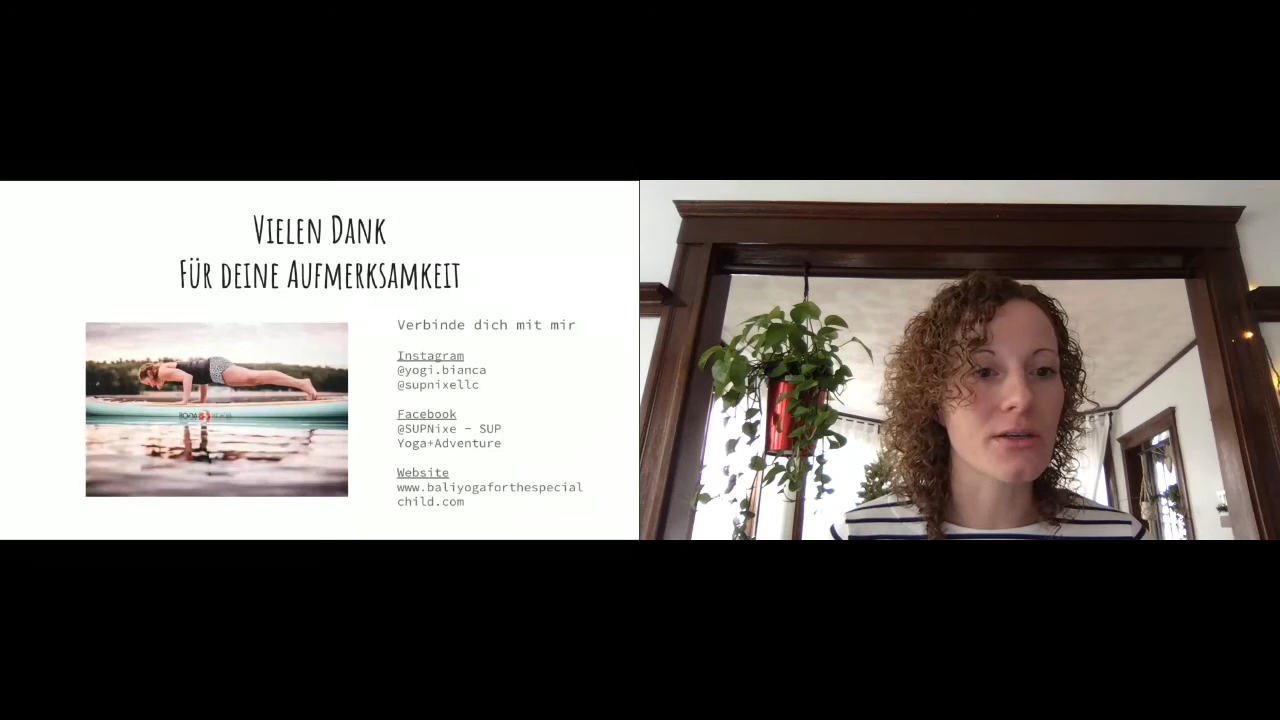 VIELEN DANK
FÜR DEINE AUFMERKSAMKEIT
Verbinde dich mit mir
Instagram
@yogi.bianca
@supnixellc
Facebook
@SUPNixe - SUP
Yoga+Adventure
Website
www.baliyogaforthespecial
child.com